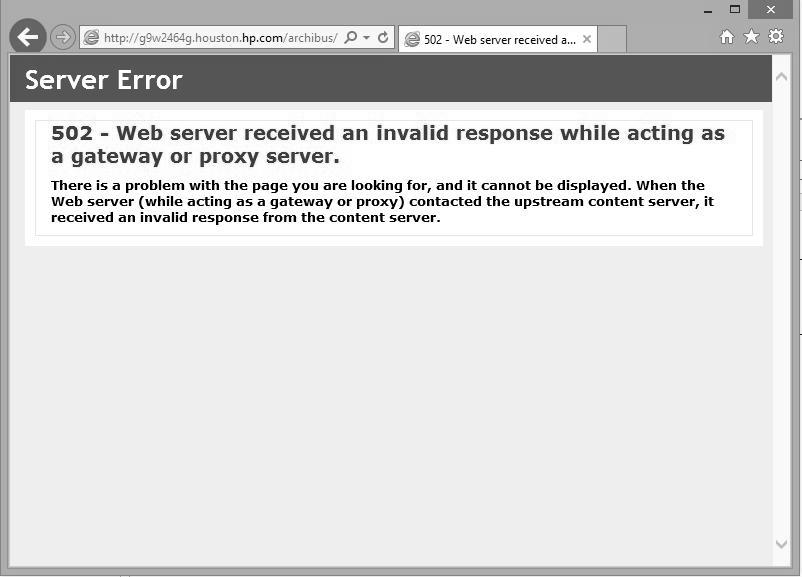 http://g9w2464g.houston.hp.com/archibus/
502 - Web server received a...
Server Error
502 - Web server received an invalid response while acting as
a gateway or proxy server.
There is a problem with the page you are looking for, and it cannot be displayed. When the
Web server (while acting as a gateway or proxy) contacted the upstream content server, it
received an invalid response from the content server.